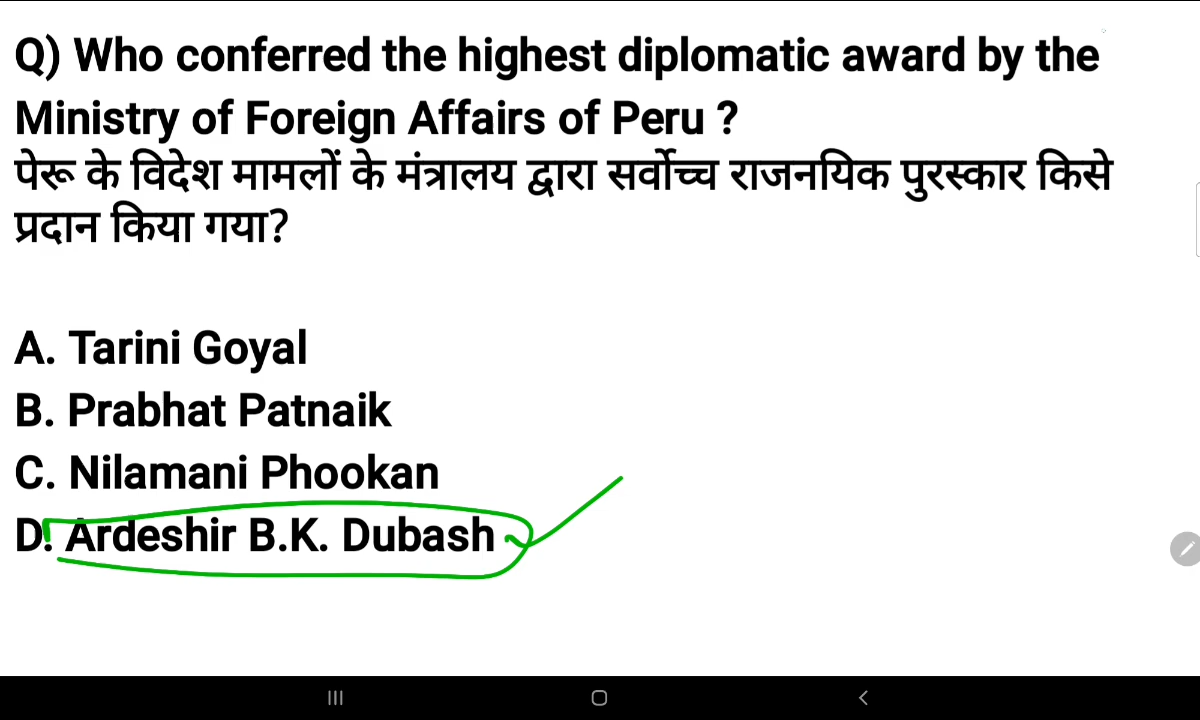 Q) Who conferred the highest diplomatic award by the
Ministry of Foreign Affairs of Peru ?
पेरू के विदेश मामलों के मंत्रालय द्वारा सर्वोच्च राजनयिक पुरस्कार किसे
प्रदान किया गया?
A. Tarini Goyal
B. Prabhat Patnaik
C. Nilamani Phookan
D. Ardeshir B.K. Dubash